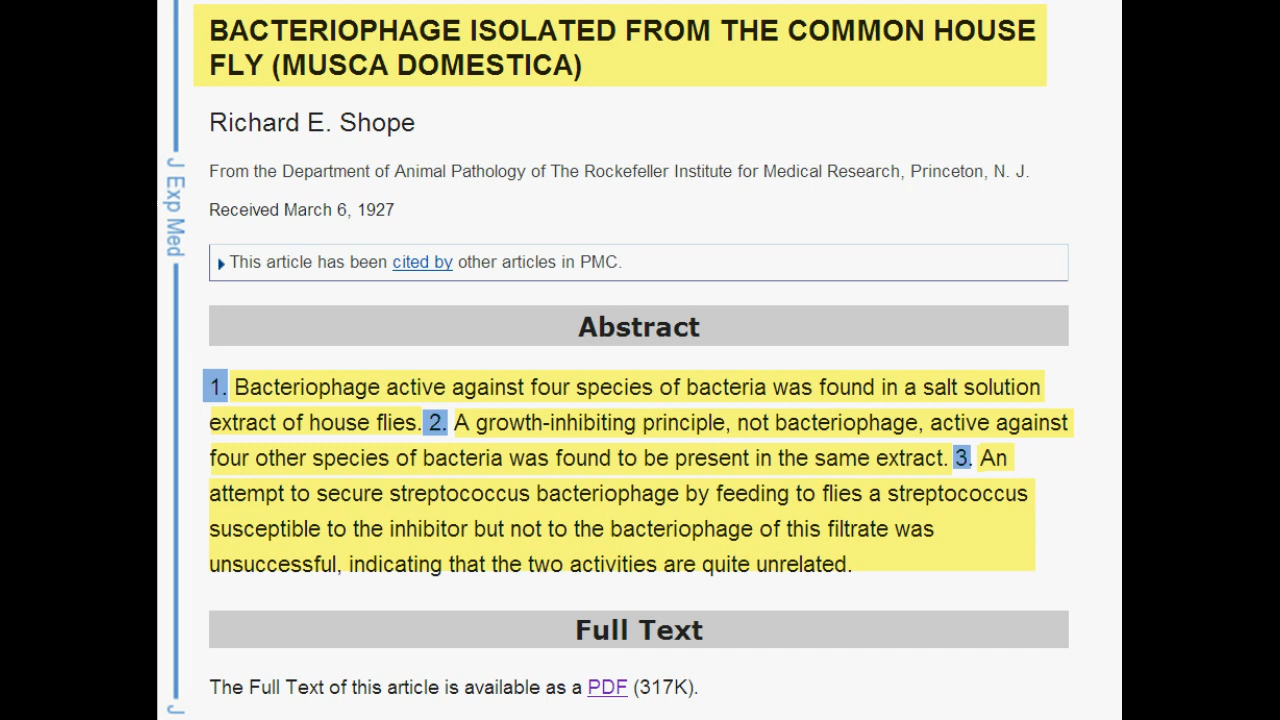 BACTERIOPHAGE ISOLATED FROM THE COMMON HOUSE
FLY (MUSCA DOMESTICA)
Richard E. Shope
From the Department of Animal Pathology of The Rockefeller Institute for Medical Research, Princeton, N. J.
Received March 6, 1927
J Exp Med
This article has been cited by other articles in PMC.
Abstract
1. Bacteriophage active against four species of bacteria was found in a salt solution
extract of house flies. 2. A growth-inhibiting principle, not bacteriophage, active against
four other species of bacteria was found to be present in the same extract. 3. An
attempt to secure streptococcus bacteriophage by feeding to flies a streptococcus
susceptible to the inhibitor but not to the bacteriophage of this filtrate was
unsuccessful, indicating that the two activities are quite unrelated.
Full Text
The Full Text of this article is available as a PDF (317K).
J